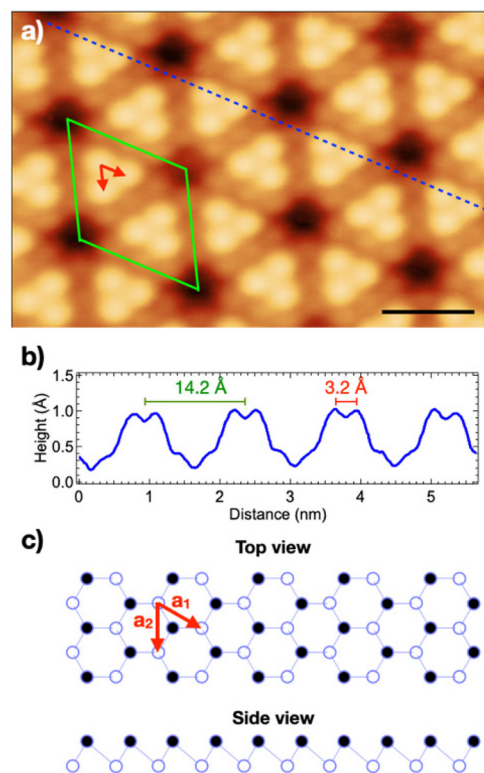 a)
b)
14.2 Å
3.2 Å
1.5
1.0
0.5
0.0
Height (A)
0
1
2
3
4
5
Distance (nm)
c)
Top view
a1
a2
Side view